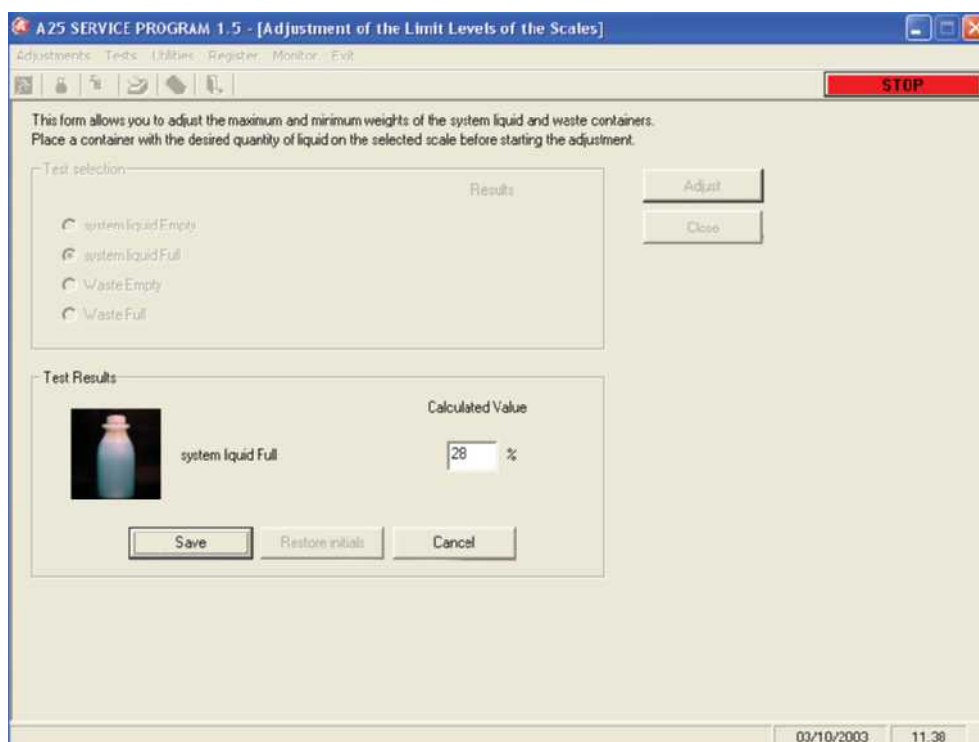 A25 SERVICE PROGRAM 1.5 - [Adjustment of the Limit Levels of the Scales]
Adjustments Tests Utilities Register Monitor Exit
STOP
This form allows you to adjust the maximum and minimum weights of the system liquid and waste containers.
Place a container with the desired quantity of liquid on the selected scale before starting the adjustment.
Test selection
Results
Adjust
system liquid Empty
Close
system liquid Full
Waste Empty
Waste Full
Test Results
Calculated Value
system liquid Full 28 %
Save Restore initials Cancel
03/10/2003 11.38